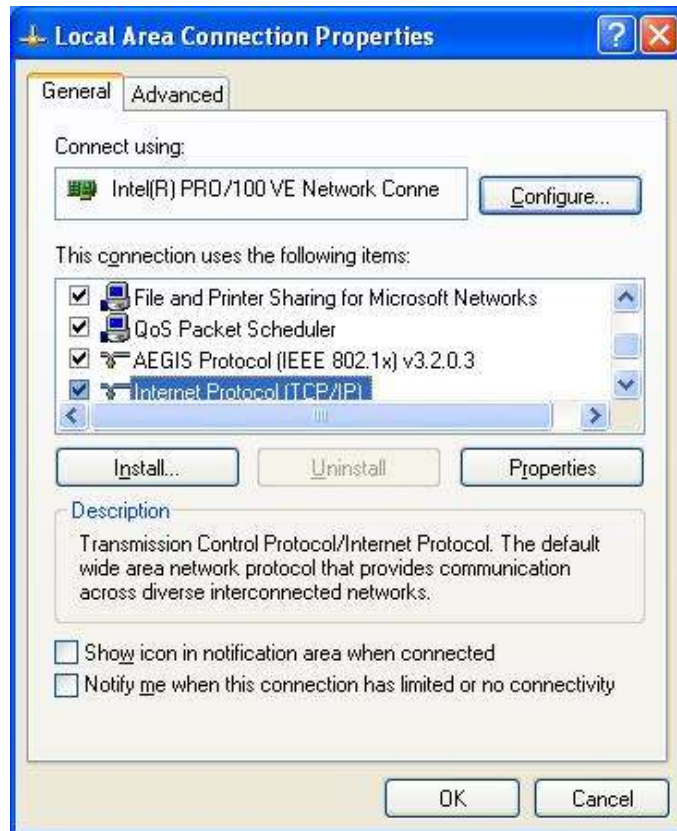 Local Area Connection Properties
General Advanced
Connect using:
Intel(R) PRO/100 VE Network Conne
Configure...
This connection uses the following items:
File and Printer Sharing for Microsoft Networks
QoS Packet Scheduler
AEGIS Protocol (IEEE 802.1x) v3.2.0.3
Internet Protocol (TCP/IP)
Install... Uninstall Properties
Description
Transmission Control Protocol/Internet Protocol. The default
wide area network protocol that provides communication
across diverse interconnected networks.
Show icon in notification area when connected
Notify me when this connection has limited or no connectivity
OK Cancel